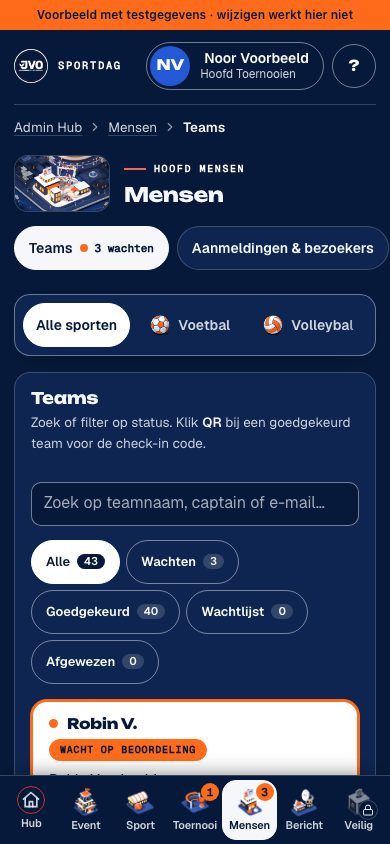 Voorbeeld met testgegevens · wijzigen werkt hier niet
JVO SPORTDAG
NV Noor Voorbeeld
Hoofd Toernooien
?
Admin Hub > Mensen > Teams
HOOFD MENSEN
Mensen
Teams 3 wachten
Aanmeldingen & bezoekers
Alle sporten Voetbal Volleybal
Teams
Zoek of filter op status. Klik QR bij een goedgekeurd
team voor de check-in code.
Zoek op teamnaam, captain of e-mail...
Alle 43 Wachten 3
Goedgekeurd 40 Wachtlijst 0
Afgewezen 0
Robin V.
WACHT OP BEOORDELING
1 3
Hub Event Sport Toernooi Mensen Bericht Veilig